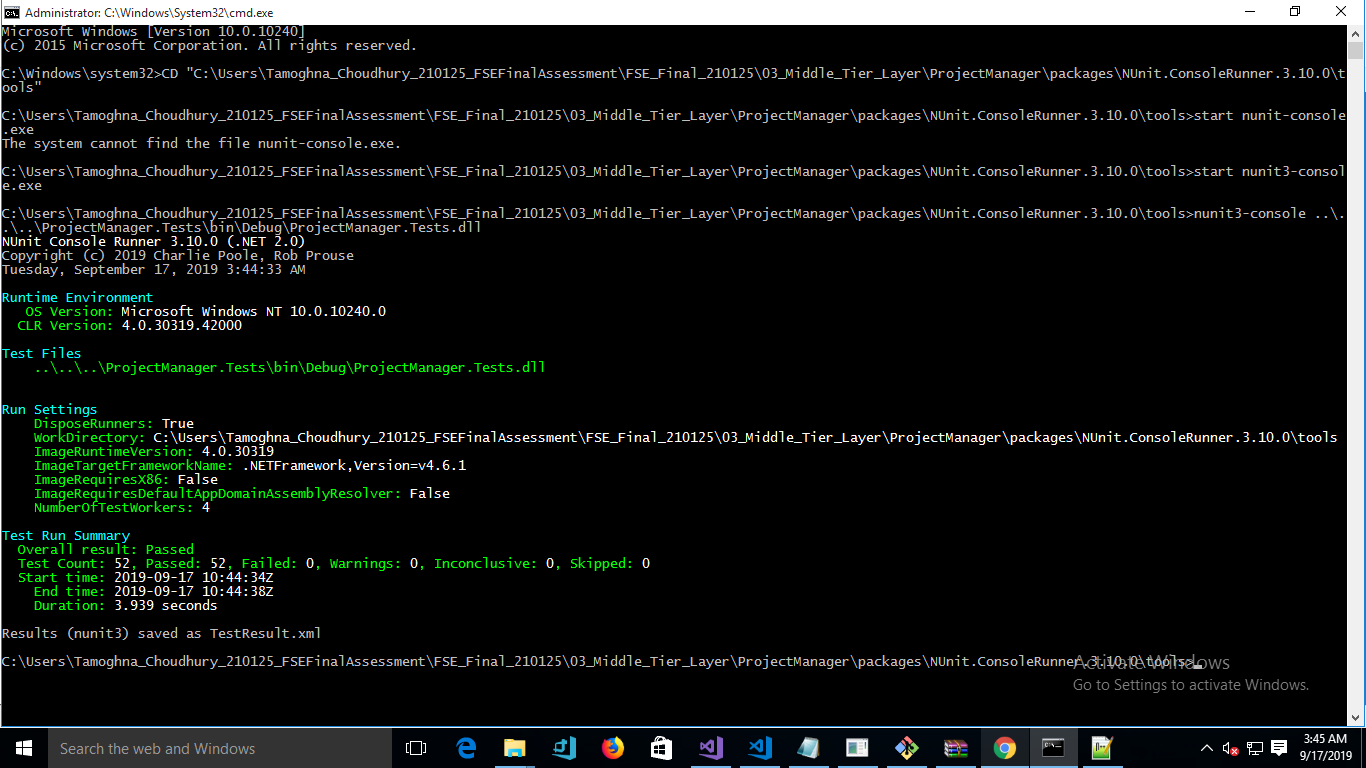 Administrator: C:\Windows\System32\cmd.exe
Microsoft Windows [Version 10.0.10240]
(c) 2015 Microsoft Corporation. All rights reserved.
C:\Windows\system32>CD "C:\Users\Tamoghna_Choudhury_210125_FSEFinalAssessment\FSE_Final_210125\03_Middle_Tier_Layer\ProjectManager\packages\NUnit.ConsoleRunner.3.10.0\t
ools"
C:\Users\Tamoghna_Choudhury_210125_FSEFinalAssessment\FSE_Final_210125\03_Middle_Tier_Layer\ProjectManager\packages\NUnit.ConsoleRunner.3.10.0\tools>start nunit-console
.exe
The system cannot find the file nunit-console.exe.
C:\Users\Tamoghna_Choudhury_210125_FSEFinalAssessment\FSE_Final_210125\03_Middle_Tier_Layer\ProjectManager\packages\NUnit.ConsoleRunner.3.10.0\tools>start nunit3-consol
e.exe
C:\Users\Tamoghna_Choudhury_210125_FSEFinalAssessment\FSE_Final_210125\03_Middle_Tier_Layer\ProjectManager\packages\NUnit.ConsoleRunner.3.10.0\tools>nunit3-console ..\.
.\..\ProjectManager.Tests\bin\Debug\ProjectManager.Tests.dll
NUnit Console Runner 3.10.0 (.NET 2.0)
Copyright (c) 2019 Charlie Poole, Rob Prouse
Tuesday, September 17, 2019 3:44:33 AM
Runtime Environment
OS Version: Microsoft Windows NT 10.0.10240.0
CLR Version: 4.0.30319.42000
Test Files
..\..\..\ProjectManager.Tests\bin\Debug\ProjectManager.Tests.dll
Run Settings
DisposeRunners: True
WorkDirectory: C:\Users\Tamoghna_Choudhury_210125_FSEFinalAssessment\FSE_Final_210125\03_Middle_Tier_Layer\ProjectManager\packages\NUnit.ConsoleRunner.3.10.0\tools
ImageRuntimeVersion: 4.0.30319
ImageTargetFrameworkName: .NETFramework,Version=v4.6.1
ImageRequiresX86: False
ImageRequiresDefaultAppDomainAssemblyResolver: False
NumberOfTestWorkers: 4
Test Run Summary
Overall result: Passed
Test Count: 52, Passed: 52, Failed: 0, Warnings: 0, Inconclusive: 0, Skipped: 0
Start time: 2019-09-17 10:44:34Z
End time: 2019-09-17 10:44:38Z
Duration: 3.939 seconds
Results (nunit3) saved as TestResult.xml
C:\Users\Tamoghna_Choudhury_210125_FSEFinalAssessment\FSE_Final_210125\03_Middle_Tier_Layer\ProjectManager\packages\NUnit.ConsoleRunner.3.10.0\tools>
Activate Windows
Go to Settings to activate Windows.
Search the web and Windows
3:45 AM
9/17/2019